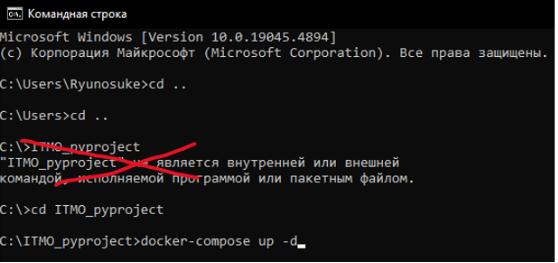 Командная строка
Microsoft Windows [Version 10.0.19045.4894]
(c) Корпорация Майкрософт (Microsoft Corporation). Все права защищены.
C:\Users\Ryunosuke>cd ..
C:\Users>cd ..
C:\>ITMO_pyproject
"ITMO_pyproject" не является внутренней или внешней
командой, исполняемой программой или пакетным файлом.
C:\>cd ITMO_pyproject
C:\ITMO_pyproject>docker-compose up -d